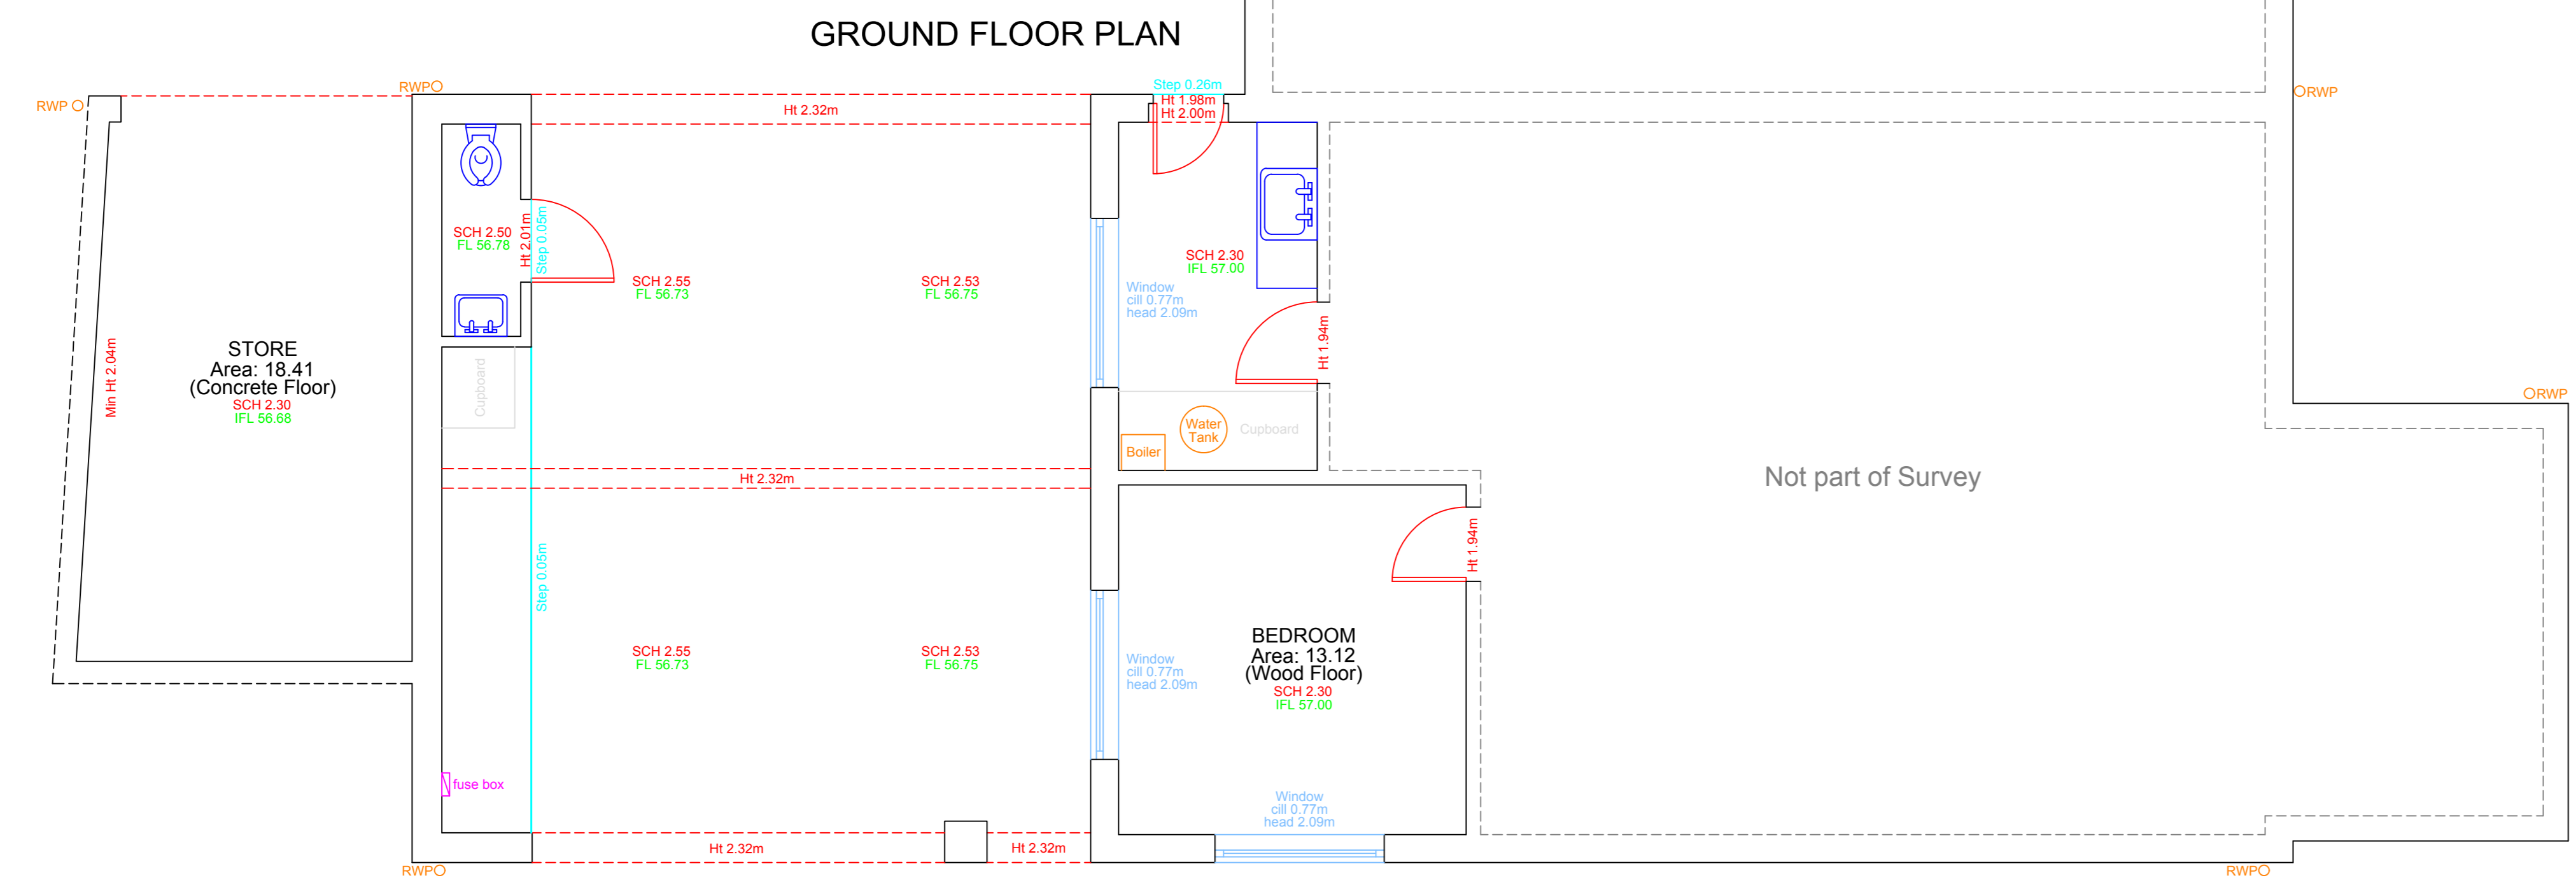 GROUND FLOOR PLAN
RWP
RWP
Step 0.26m
Ht 1.98m
Ht 2.00m
Ht 2.32m
RWP
SCH 2.50
FL 56.78
Ht 2.01m
Step 0.05m
SCH 2.55
FL 56.73
SCH 2.53
FL 56.75
SCH 2.30
IFL 57.00
Window
cill 0.77m
head 2.09m
Ht 1.94m
Min Ht 2.04m
STORE
Area: 18.41
(Concrete Floor)
SCH 2.30
IFL 56.68
Cupboard
Water
Tank
Cupboard
Boiler
RWP
Ht 2.32m
Not part of Survey
Step 0.05m
Ht 1.94m
SCH 2.55
FL 56.73
SCH 2.53
FL 56.75
Window
cill 0.77m
head 2.09m
BEDROOM
Area: 13.12
(Wood Floor)
SCH 2.30
IFL 57.00
fuse box
Window
cill 0.77m
head 2.09m
Ht 2.32m
Ht 2.32m
RWP
RWP